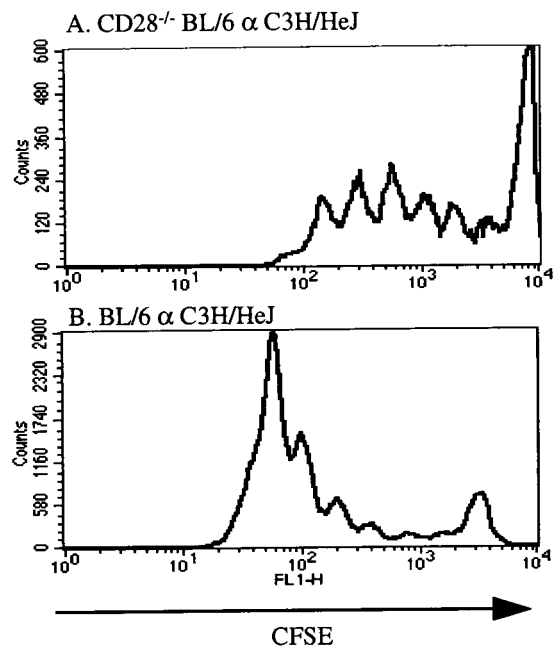 A. CD28-/- BL/6 α C3H/HeJ
600
480
360
240
120
0
Counts
10^0 10^1 10^2 10^3 10^4
B. BL/6 α C3H/HeJ
2900
2320
1740
1160
580
0
Counts
10^0 10^1 10^2 10^3 10^4
FL1-H
CFSE